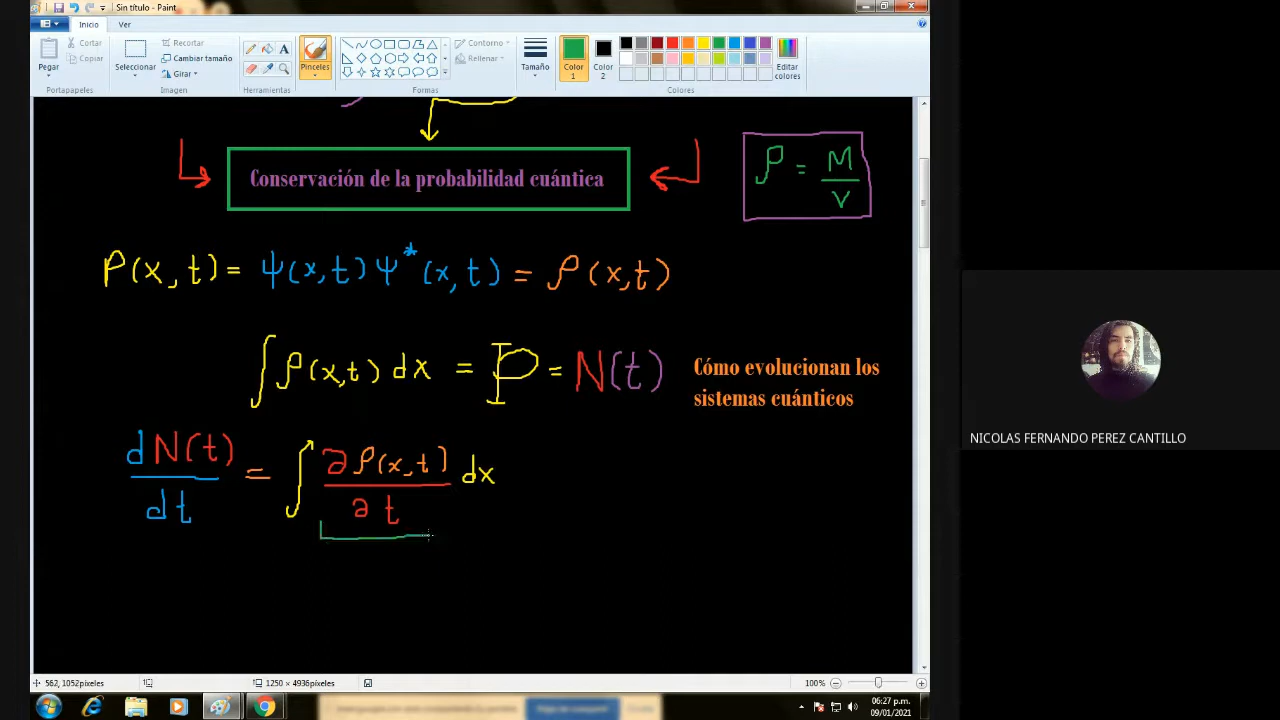 Sin título - Paint
Inicio Ver
Pegar
Cortar
Copiar
Portapapeles
Seleccionar
Recortar
Cambiar tamaño
Girar
Imagen
Herramientas
Pinceles
Contorno
Rellenar
Formas
Tamaño
Color 1
Color 2
Editar colores
Colores
Conservación de la probabilidad cuántica
ρ = M/V
P(x,t) = Ψ(x,t) Ψ*(x,t) = ρ(x,t)
∫ρ(x,t) dx = P = N(t)
Cómo evolucionan los
sistemas cuánticos
dN(t)/dt = ∫ ∂ρ(x,t)/∂t dx
NICOLAS FERNANDO PEREZ CANTILLO
562, 1052píxeles
1250 × 4936píxeles
100%
06:27 p.m.
09/01/2021